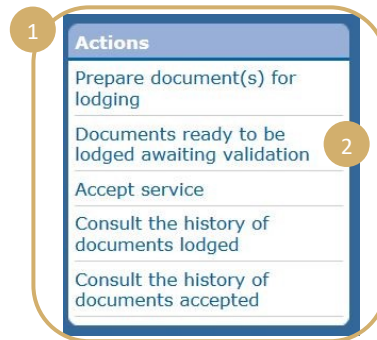 1
Actions
Prepare document(s) for
lodging
Documents ready to be
lodged awaiting validation
2
Accept service
Consult the history of
documents lodged
Consult the history of
documents accepted